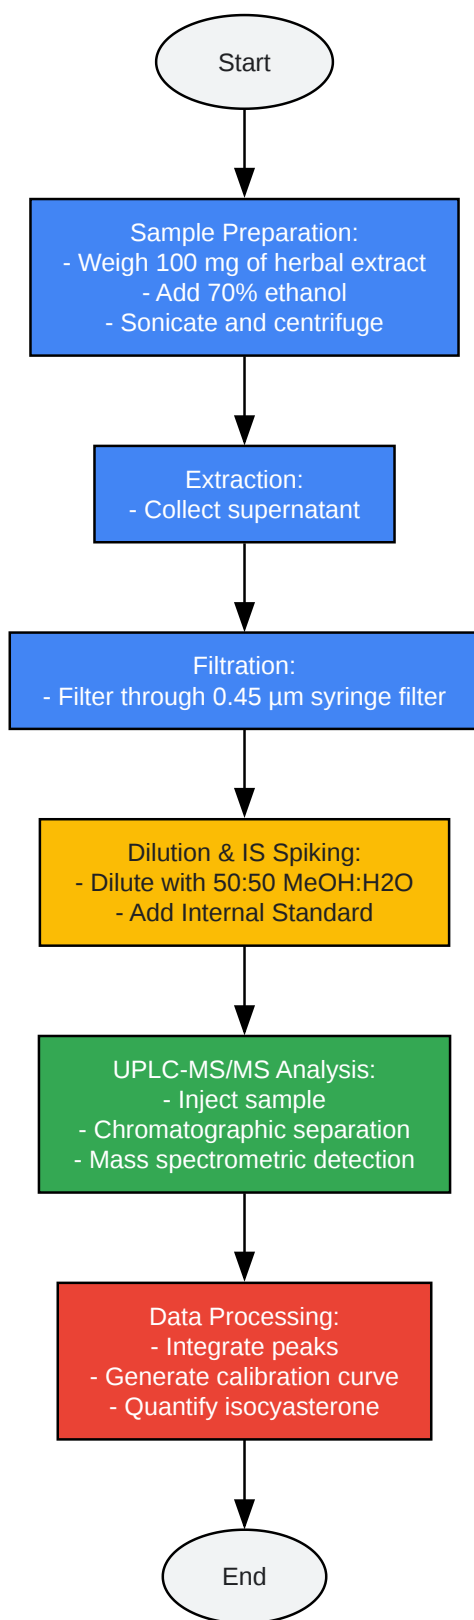 Start
Sample Preparation:
- Weigh 100 mg of herbal extract
- Add 70% ethanol
- Sonicate and centrifuge
Extraction:
- Collect supernatant
Filtration:
- Filter through 0.45 µm syringe filter
Dilution & IS Spiking:
- Dilute with 50:50 MeOH:H2O
- Add Internal Standard
UPLC-MS/MS Analysis:
- Inject sample
- Chromatographic separation
- Mass spectrometric detection
Data Processing:
- Integrate peaks
- Generate calibration curve
- Quantify isocyasterone
End